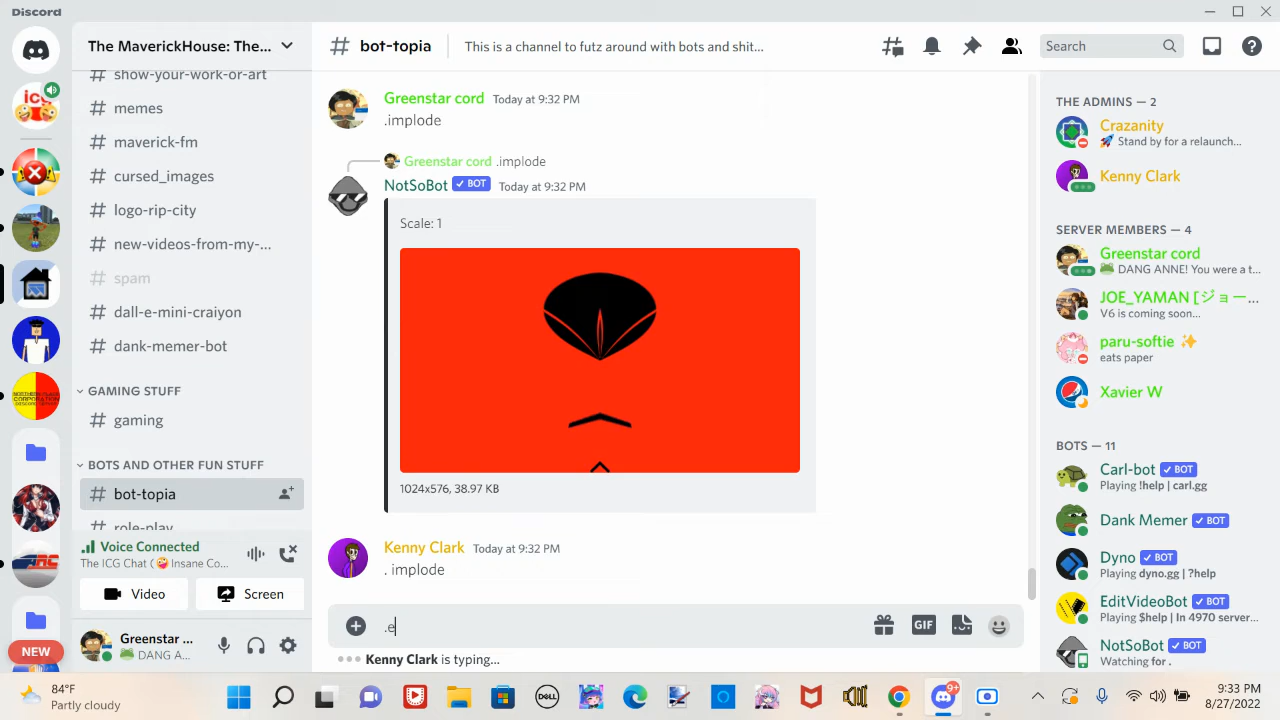 Discord
The MaverickHouse: The...
# bot-topia
This is a channel to futz around with bots and shit...
Search
# show-your-work-or-art
# memes
# maverick-fm
# cursed_images
# logo-rip-city
# new-videos-from-my-...
# spam
# dall-e-mini-craiyon
# dank-memer-bot
GAMING STUFF
# gaming
BOTS AND OTHER FUN STUFF
# bot-topia
# role-play
Voice Connected
The ICG Chat ( Insane Co...
Video
Screen
Greenstar ...
DANG A...
NEW
Greenstar cord Today at 9:32 PM
.implode
Greenstar cord .implode
NotSoBot ✓ BOT Today at 9:32 PM
Scale: 1
1024x576, 38.97 KB
Kenny Clark Today at 9:32 PM
. implode
.e
GIF
Kenny Clark is typing...
THE ADMINS — 2
Crazanity
🚀 Stand by for a relaunch...
Kenny Clark
SERVER MEMBERS — 4
Greenstar cord
🐸 DANG ANNE! You were a t...
JOE_YAMAN [ジョー...
V6 is coming soon...
paru-softie ✨
eats paper
Xavier W
BOTS — 11
Carl-bot ✓ BOT
Playing !help | carl.gg
Dank Memer ✓ BOT
Dyno ✓ BOT
Playing dyno.gg | ?help
EditVideoBot ✓ BOT
Playing $help | In 4970 server...
NotSoBot ✓ BOT
Watching for .
84°F
Partly cloudy
DELL
9+
9:33 PM
8/27/2022